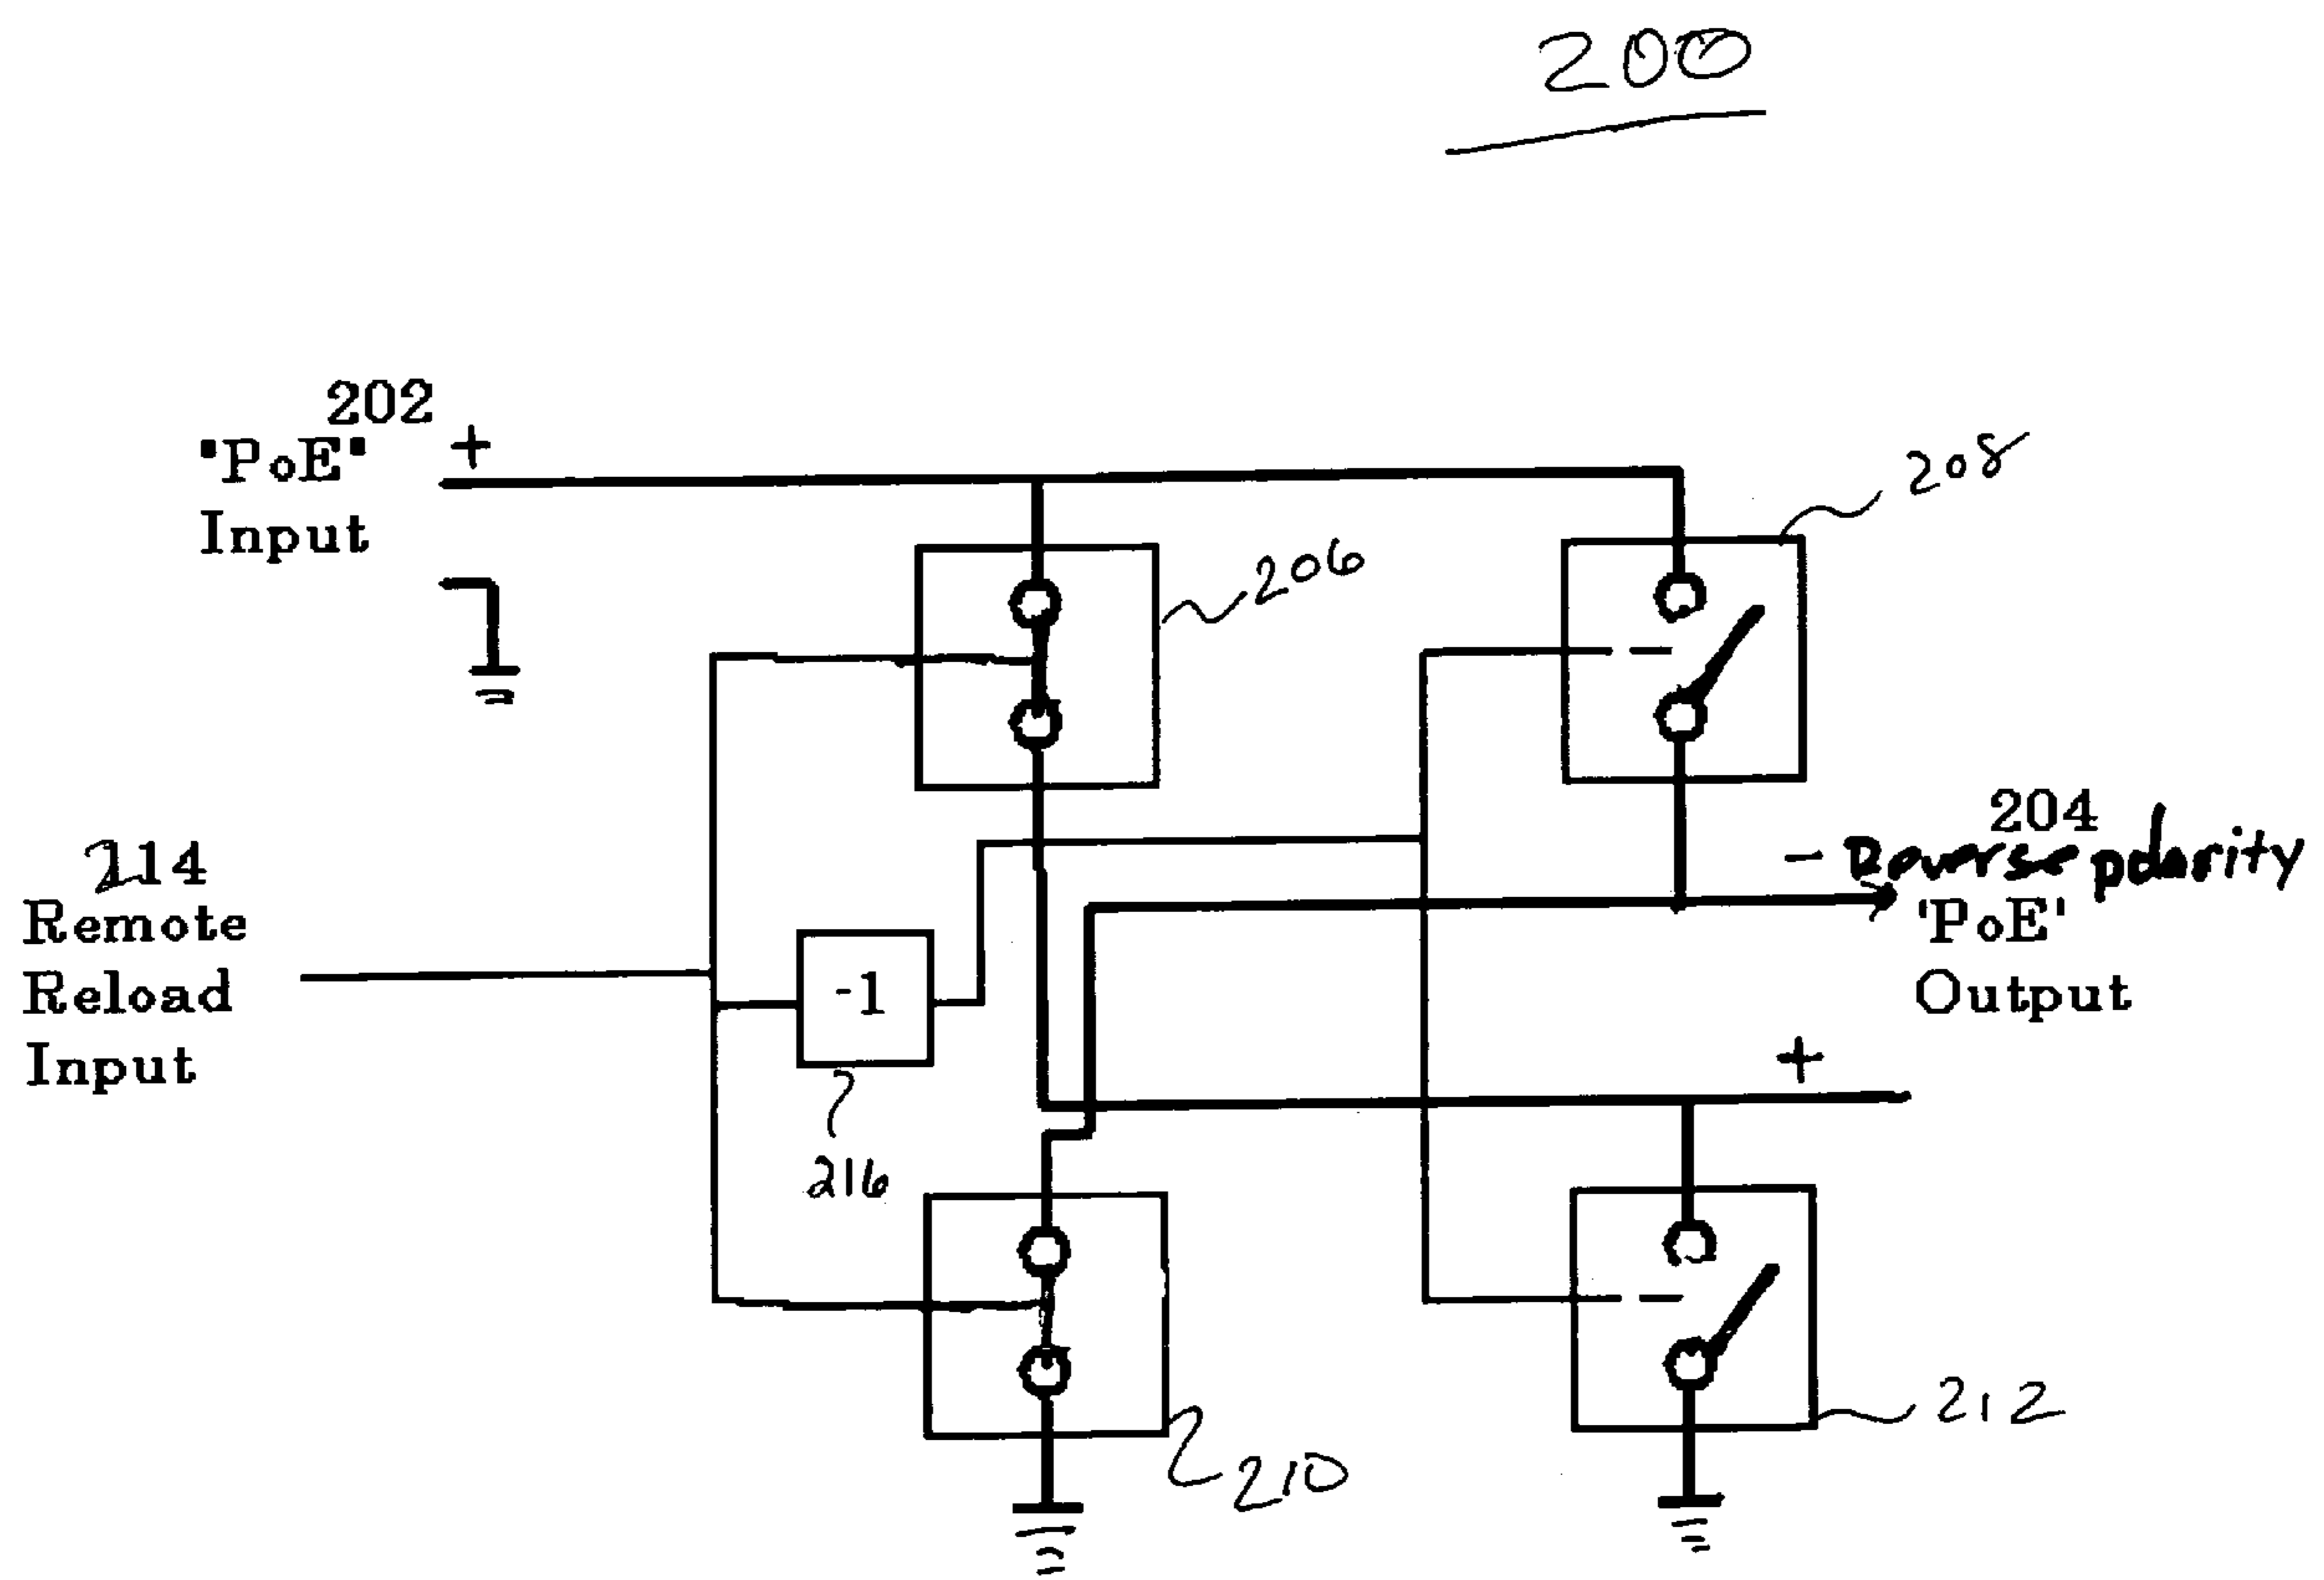 200
202
"PoE" +
Input
208
206
204
- Reverse polarity
'PoE'
Output
214
Remote
Reload
Input
-1
+
216
212
210